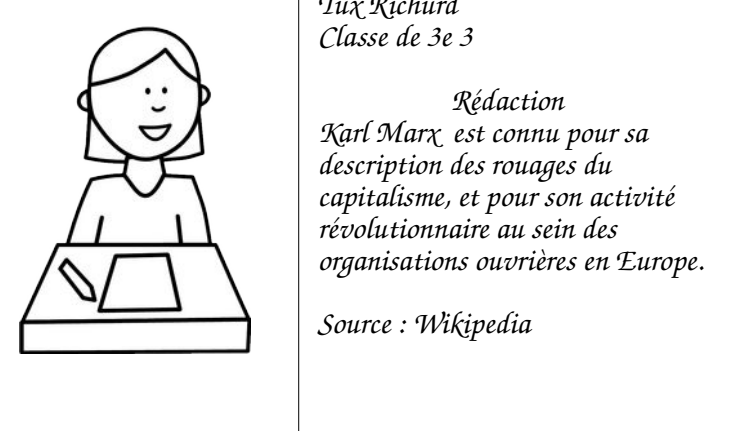 Tux Richurd
Classe de 3e 3
Rédaction
Karl Marx est connu pour sa
description des rouages du
capitalisme, et pour son activité
révolutionnaire au sein des
organisations ouvrières en Europe.
Source : Wikipedia